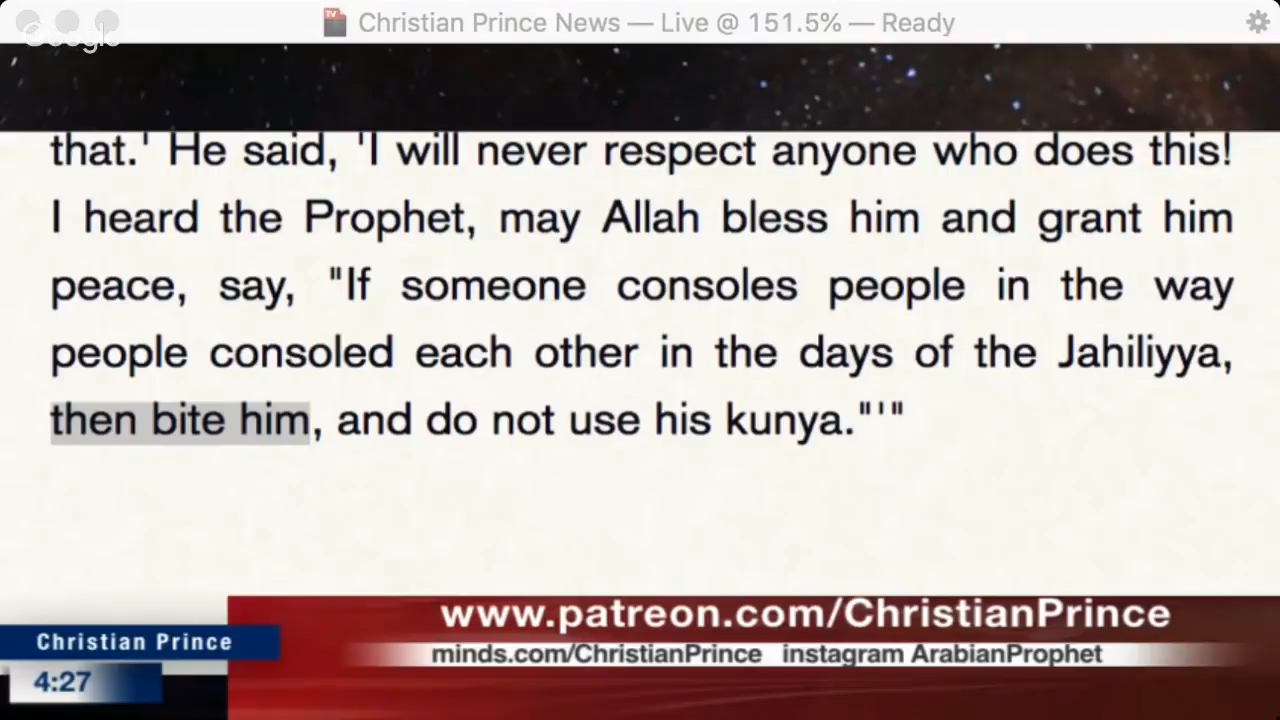 Christian Prince News — Live @ 151.5% — Ready
Google
that.' He said, 'I will never respect anyone who does this!
I heard the Prophet, may Allah bless him and grant him
peace, say, "If someone consoles people in the way
people consoled each other in the days of the Jahiliyya,
then bite him, and do not use his kunya."'"
www.patreon.com/ChristianPrince
Christian Prince
minds.com/ChristianPrince instagram ArabianProphet
4:27